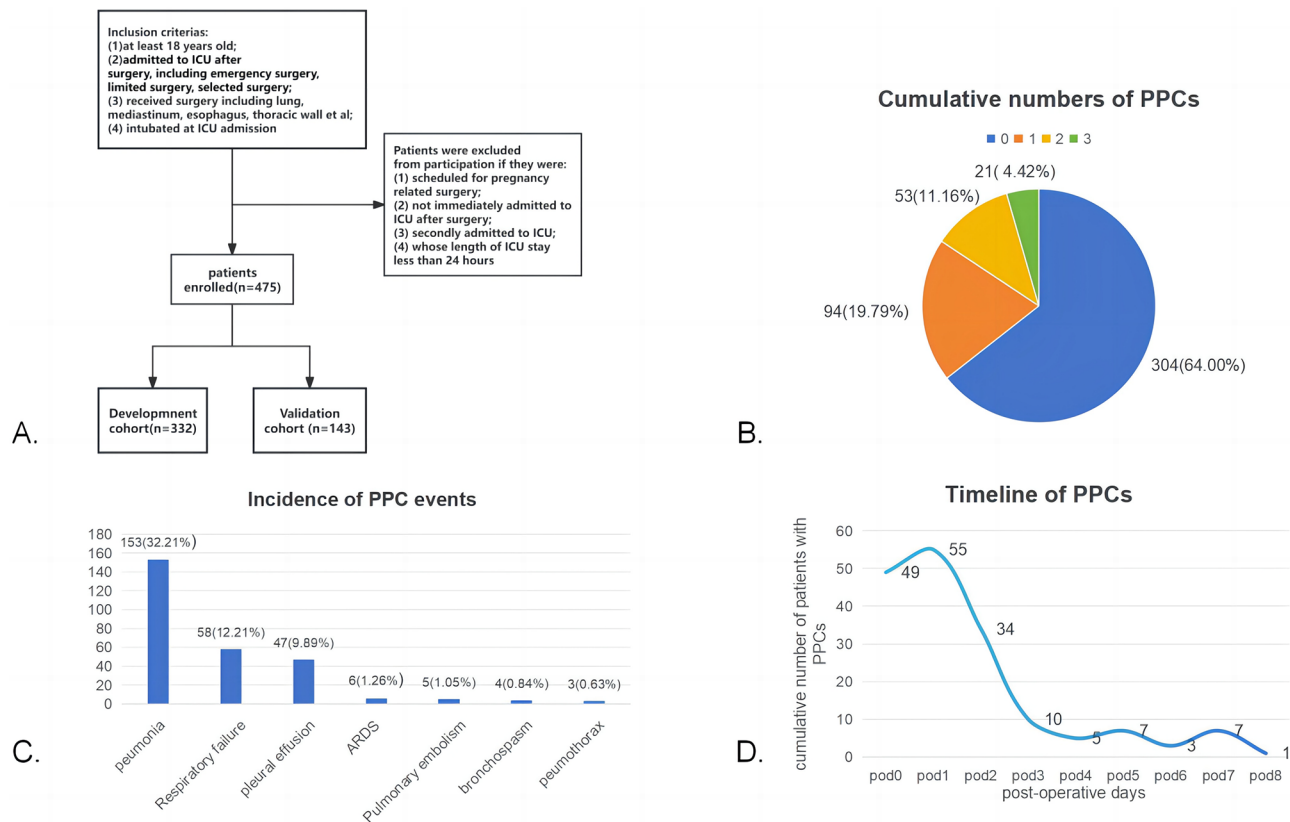 Inclusion criterias:
(1)at least 18 years old;
(2)admitted to ICU after
surgery, including emergency surgery,
limited surgery, selected surgery;
(3) received surgery including lung,
mediastinum, esophagus, thoracic wall et al;
(4) intubated at ICU admission
Patients were excluded
from participation if they were:
(1) scheduled for pregnancy
related surgery;
(2) not immediately admitted to
ICU after surgery;
(3) secondly admitted to ICU;
(4) whose length of ICU stay
less than 24 hours
patients
enrolled(n=475)
Developmnent
cohort(n=332)
Validation
cohort (n=143)
A.
Cumulative numbers of PPCs
0 1 2 3
21( 4.42%)
53(11.16%)
94(19.79%)
304(64.00%)
B.
Incidence of PPC events
180
160
140
120
100
80
60
40
20
0
153(32.21%)
58(12.21%)
47(9.89%)
6(1.26%)
5(1.05%)
4(0.84%)
3(0.63%)
peumonia
Respiratory failure
pleural effusion
ARDS
Pulmonary embolism
bronchospasm
peumothorax
C.
Timeline of PPCs
cumulative number of patients with
PPCs
60
50
40
30
20
10
0
49
55
34
10
5
7
3
7
1
pod0 pod1 pod2 pod3 pod4 pod5 pod6 pod7 pod8
post-operative days
D.